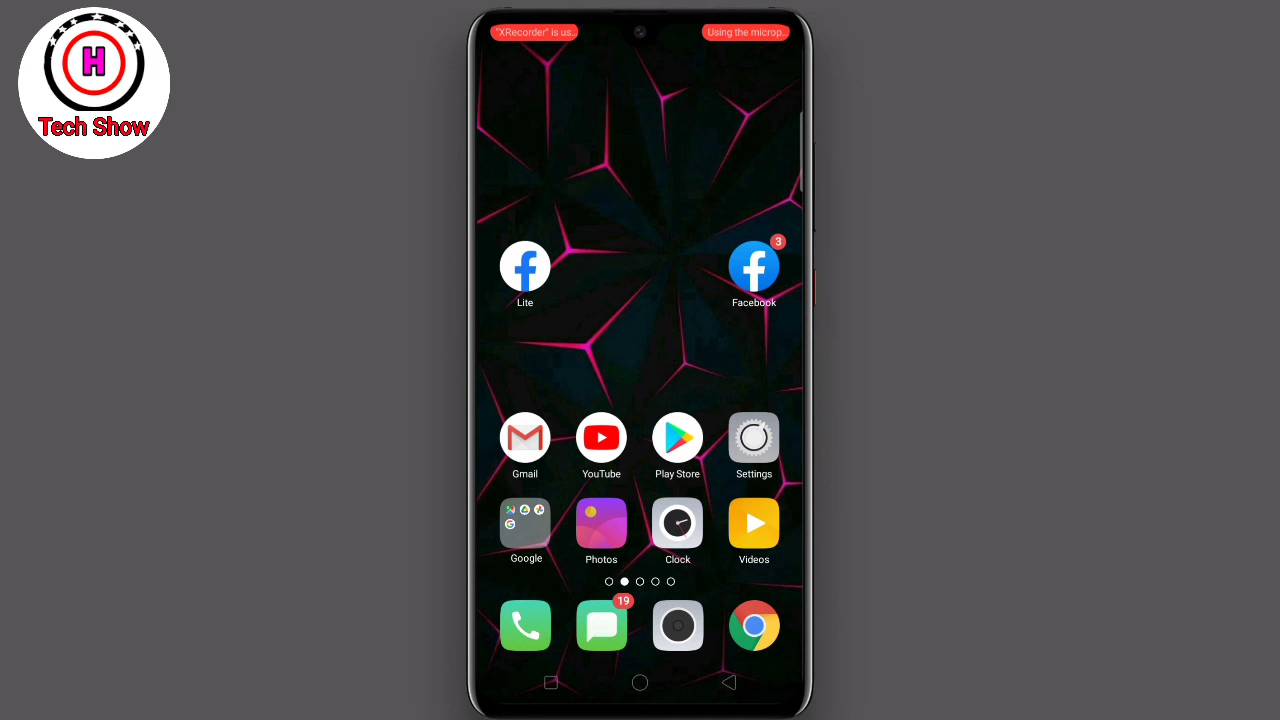 H
Tech Show
"XRecorder" is us..
Using the microp..
3
Lite
Facebook
Gmail
YouTube
Play Store
Settings
Google
Photos
Clock
Videos
19